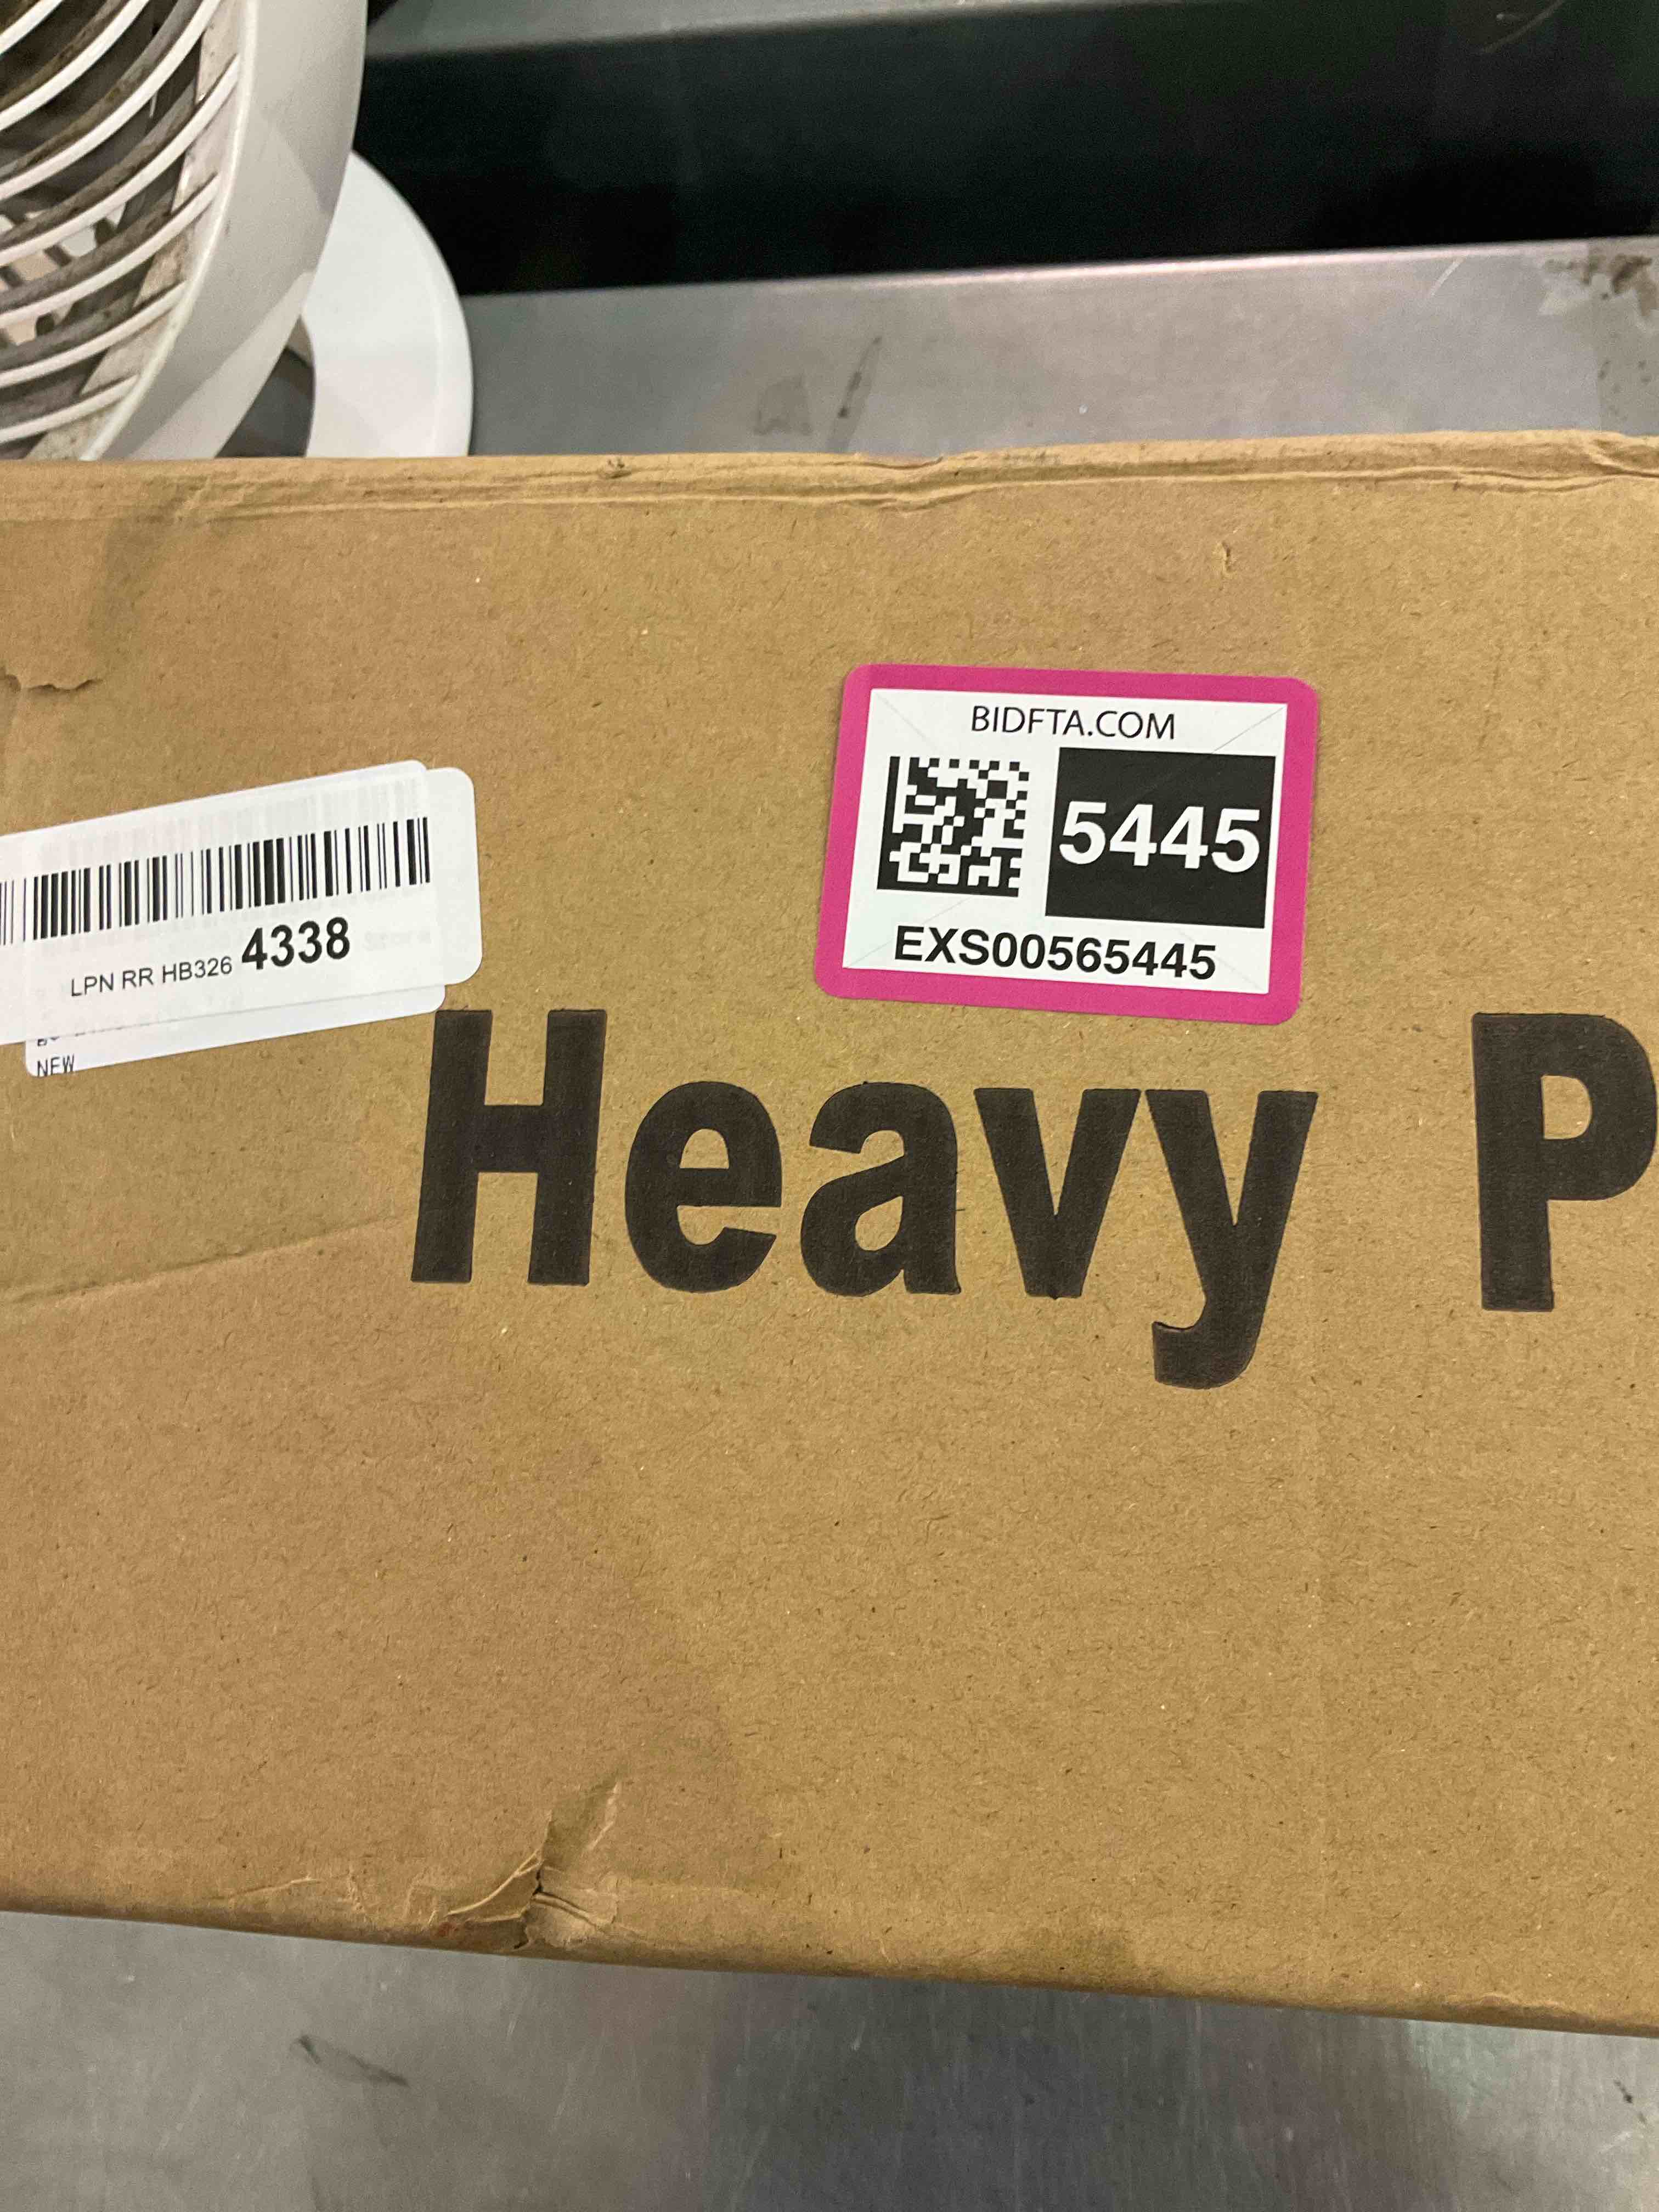 BIDFTA.COM
5445
EXS00565445
LPN RR HB326 4338
NEW
Heavy P